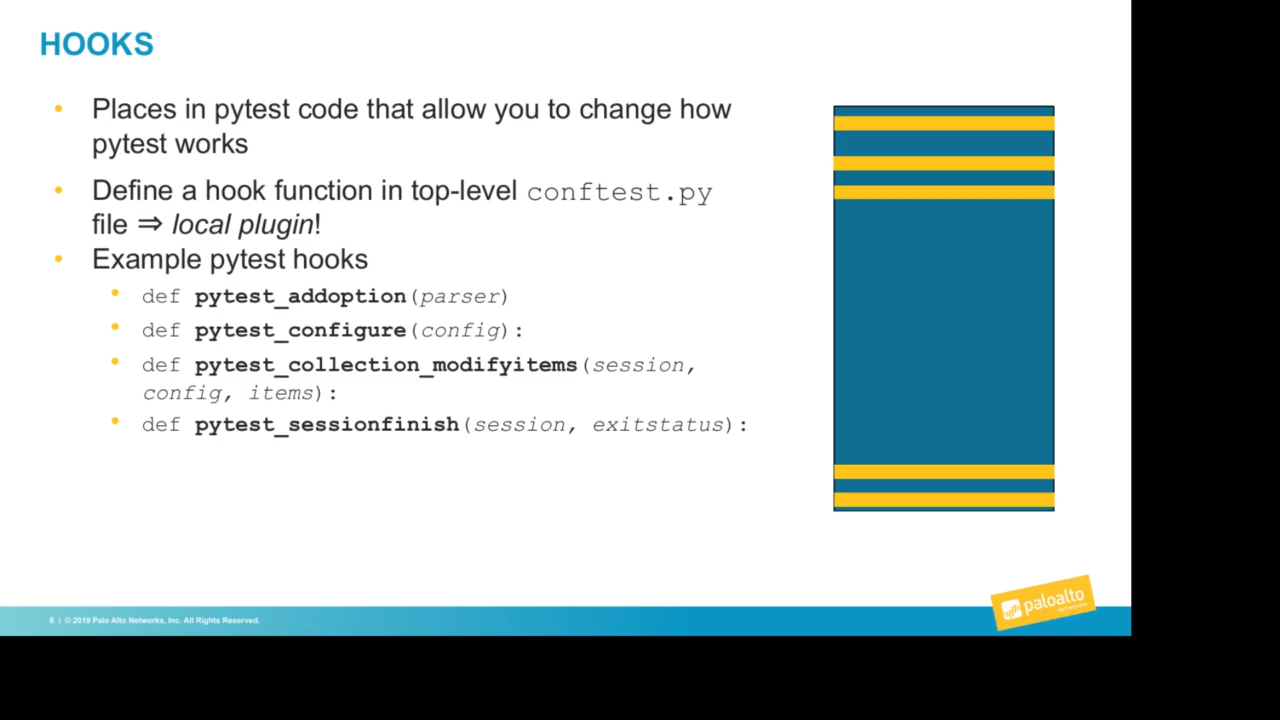 HOOKS
• Places in pytest code that allow you to change how
pytest works
• Define a hook function in top-level conftest.py
file ⇒ local plugin!
• Example pytest hooks
• def pytest_addoption(parser)
• def pytest_configure(config):
• def pytest_collection_modifyitems(session,
config, items):
• def pytest_sessionfinish(session, exitstatus):
6 | © 2019 Palo Alto Networks, Inc. All Rights Reserved.
paloalto
NETWORKS